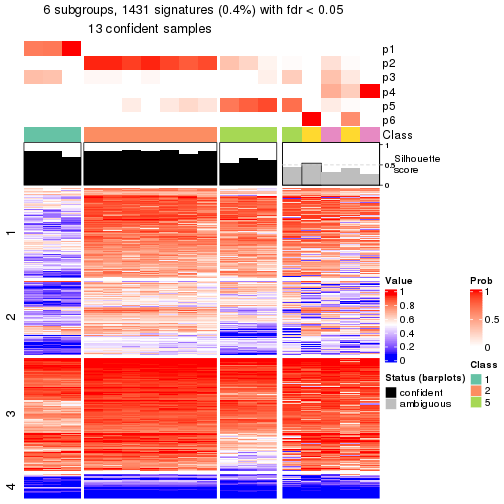 6 subgroups, 1431 signatures (0.4%) with fdr < 0.05
13 confident samples
p1
p2
p3
p4
p5
p6
Class
1
0.5
0
Silhouette
score
1
2
3
4
Value
1
0.8
0.6
0.4
0.2
0
Prob
1
0.5
0
Status (barplots)
confident
ambiguous
Class
1
2
5